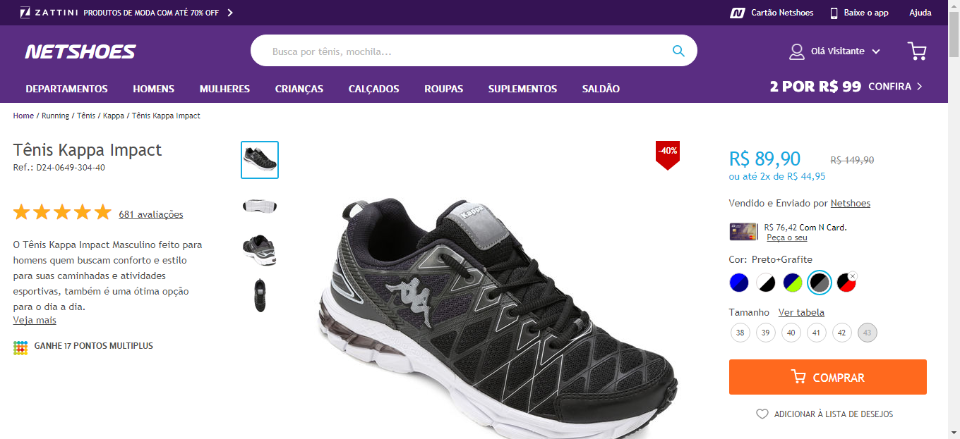 ZATTINI PRODUTOS DE MODA COM ATÉ 70% OFF
Cartão Netshoes Baixe o app Ajuda
NETSHOES
Busca por tênis, mochila...
Olá Visitante
DEPARTAMENTOS HOMENS MULHERES CRIANÇAS CALÇADOS ROUPAS SUPLEMENTOS SALDÃO
2 POR R$ 99 CONFIRA
Home / Running / Tênis / Kappa / Tênis Kappa Impact
Tênis Kappa Impact
Ref.: D24-0649-304-40
681 avaliações
O Tênis Kappa Impact Masculino feito para
homens quem buscam conforto e estilo
para suas caminhadas e atividades
esportivas, também é uma ótima opção
para o dia a dia.
Veja mais
GANHE 17 PONTOS MULTIPLUS
-40%
Kappa
R$ 89,90 R$ 149,90
ou até 2x de R$ 44,95
Vendido e Enviado por Netshoes
R$ 76,42 Com N Card.
Peça o seu
Cor: Preto+Grafite
Tamanho Ver tabela
38 39 40 41 42 43
COMPRAR
ADICIONAR À LISTA DE DESEJOS